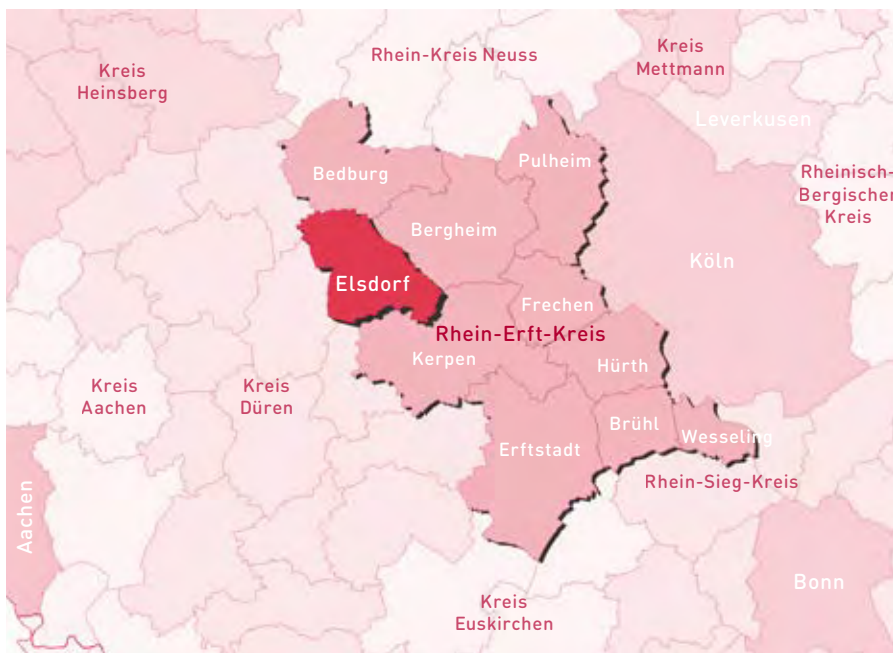 Rhein-Kreis Neuss
Kreis
Mettmann
Kreis
Heinsberg
Leverkusen
Pulheim
Bedburg
Rheinisch-
Bergischer
Kreis
Bergheim
Köln
Elsdorf
Frechen
Rhein-Erft-Kreis
Kerpen
Hürth
Kreis
Aachen
Kreis
Düren
Brühl
Wesseling
Erftstadt
Rhein-Sieg-Kreis
Aachen
Bonn
Kreis
Euskirchen